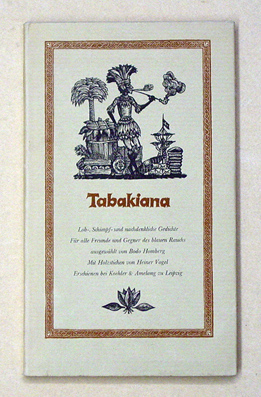 Tabakiana
Lob-, Schimpf- und nachdenkliche Gedichte
Für alle Freunde und Gegner des blauen Rauchs
ausgewählt von Bodo Homberg
Mit Holzstichen von Heiner Vogel
Erschienen bei Koehler & Amelang zu Leipzig